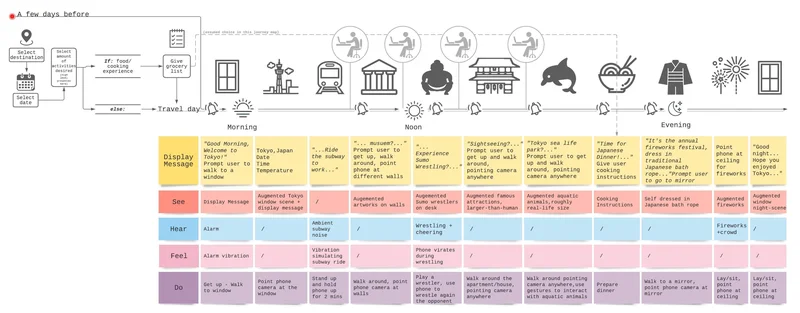 A few days before
Select
destination
Select
date
Select
amount
of
activities
desired
If: food/
cooking
experience
else:
Give
grocery
list
Travel day
Morning
Noon
Evening
Display
Message
"Good Morning,
Welcome to
Tokyo!"
Prompt user to
walk to a
window
Tokyo,Japan
Date
Time
Temperature
"...Ride
the subway
to
work..."
"... musuem?..."
Prompt user to
get up, walk
around, point
phone at
different walls
"...
Experience
Sumo
Wrestling?..."
"Sightseeing?..."
Prompt user to
get up and walk
around,
pointing camera
anywhere
"Tokyo sea life
park?..."
Prompt user to get
up and walk
around, pointing
camera anywhere
"Time for
Japanese
Dinner!..."
Give user
cooking
instructions
"It's the annual
fireworks festival,
dress in
traditional
Japanese bath
rope..."Prompt user
to go to mirror
Point
phone at
ceiling
for
fireworks
"Good
night...
Hope you
enjoyed
Tokyo..."
See
Display Message
Augmented Tokyo
window scene +
display message
/
Augmented
artworks on walls
Augmented
Sumo wrestlers
on desk
Augmented famous
attractions,
larger-than-human
Augmented aquatic
animals,roughly
real-life size
Cooking
Instructions
Self dressed in
Japanese bath rope
Augmented
fireworks
Augmented
window
night-scene
Hear
Alarm
/
Ambient
subway
noise
/
Wrestling +
cheering
/
/
/
/
Fireworks
+crowd
/
Feel
Alarm vibration
/
Vibration
simulating
subway ride
/
Phone virates
during
wrestling
/
/
/
/
/
/
Do
Get up - Walk
to window
Point phone
camera at the
window
Stand up
and hold
phone up
for 2 mins
Walk around, point
phone camera at
walls
Play a
wrestler, use
phone to
wrestle again
the opponent
Walk around the
apartment/house,
pointing camera
anywhere
Walk around pointing
camera anywhere,use
gestures to interact
with aquatic animals
Prepare
dinner
Walk to a mirror,
point phone camera at
mirror
Lay/sit,
point
phone at
ceiling
Lay/sit,
point
phone at
ceiling